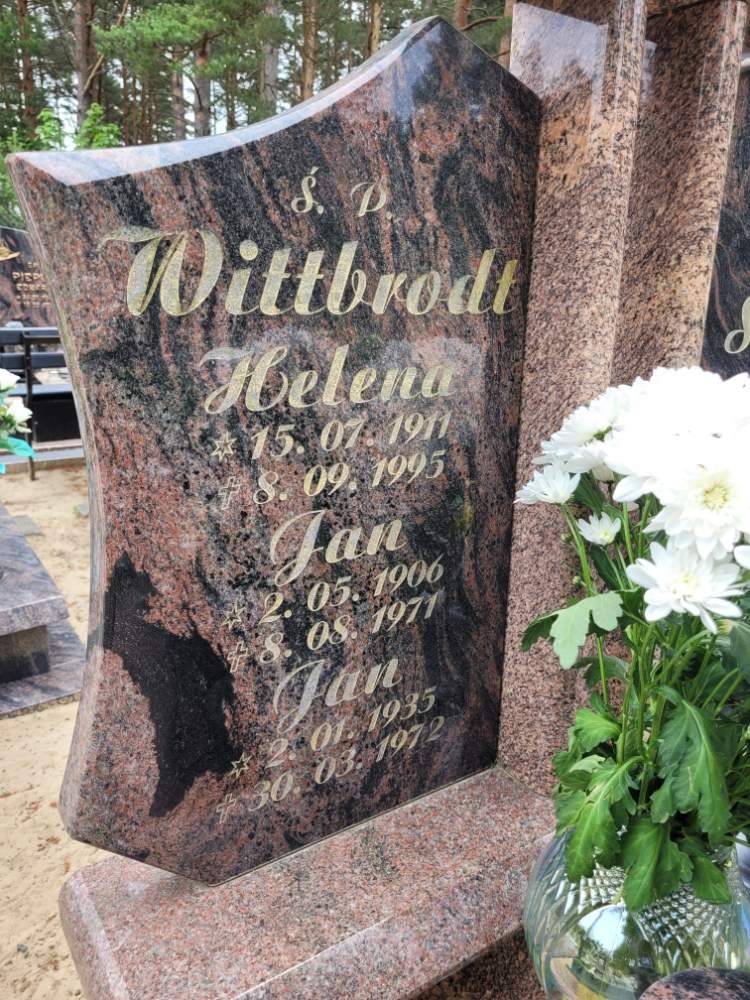 Ś. P.
Wittbrodt
Helena
☆ 15. 07. 1911
✝ 8. 09. 1995
Jan
☆ 2. 05. 1906
✝ 8. 08. 1971
Jan
☆ 2. 01. 1935
✝ 30. 03. 1972